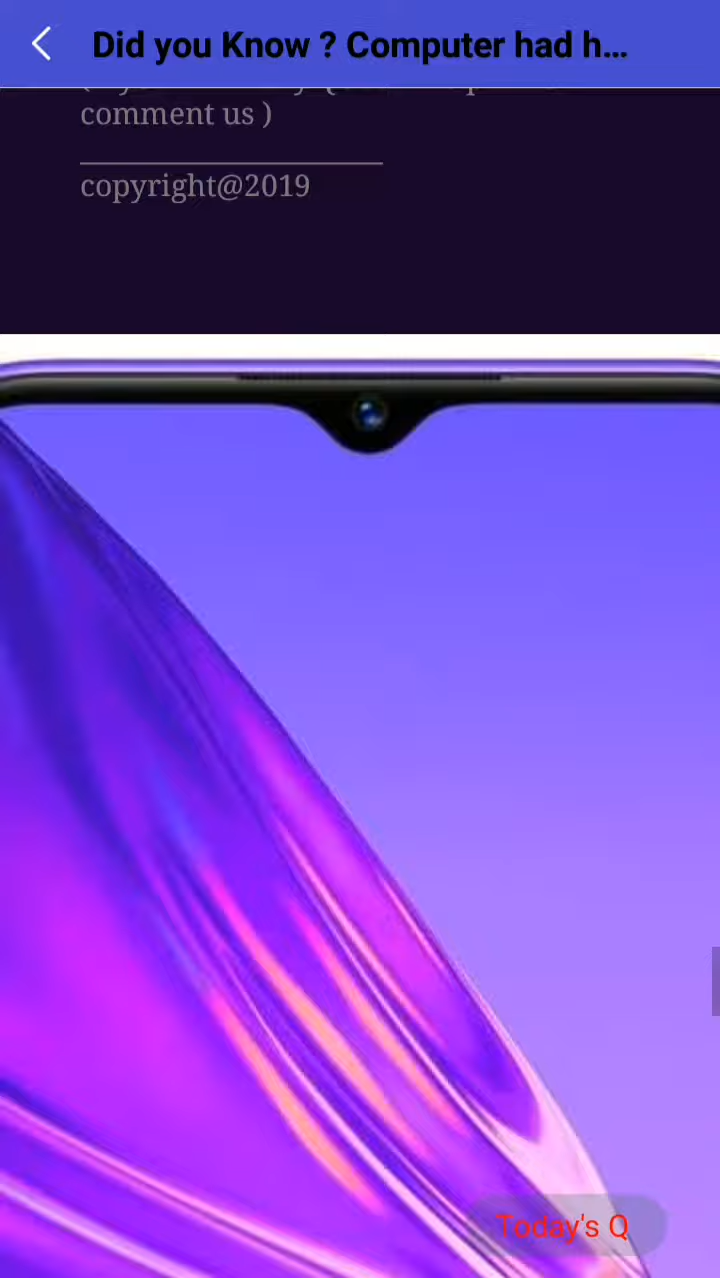 Did you Know ? Computer had h...
comment us )
copyright@2019
Today's Q